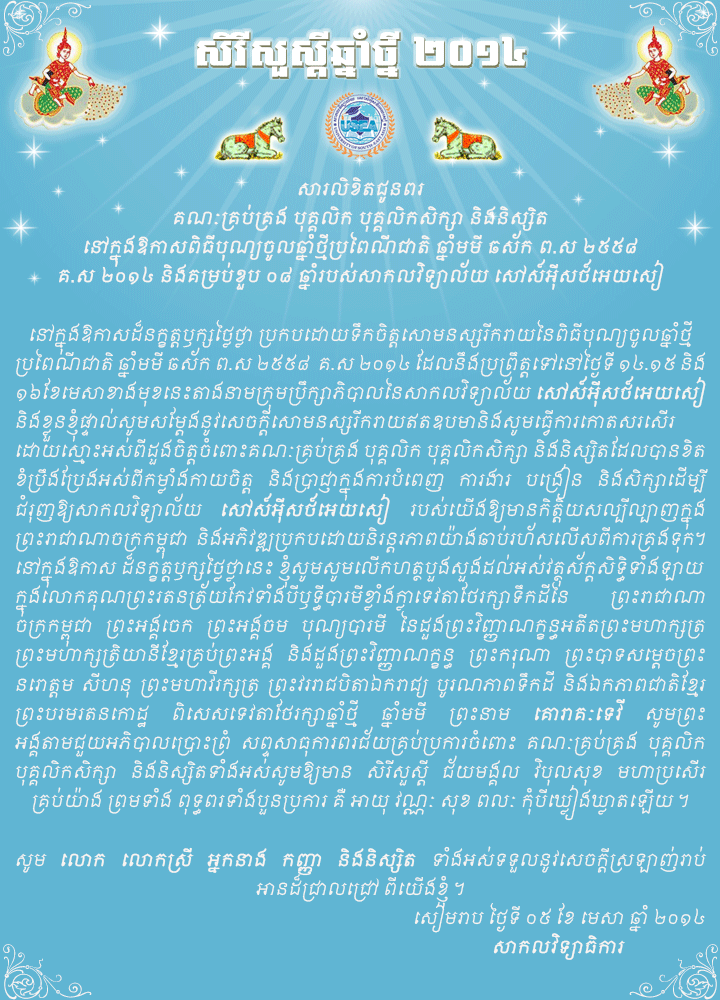 សិរីសួស្តីឆ្នាំថ្មី ២០១៤
សារលិខិតជូនពរ
គណៈគ្រប់គ្រង បុគ្គលិក បុគ្គលិកសិក្សា និងនិស្សិត
នៅក្នុងឱកាសពិធីបុណ្យចូលឆ្នាំថ្មីប្រពៃណីជាតិ ឆ្នាំមមី ឆស័ក ព.ស ២៥៥៨
គ.ស ២០១៤ និងគម្រប់ខួប ០៨ ឆ្នាំរបស់សាកលវិទ្យាល័យ សៅស៍អ៊ីសថ៍អេយសៀ
នៅក្នុងឱកាសដ៏នក្ខត្តឫក្សថ្លៃថ្លា ប្រកបដោយទឹកចិត្តសោមនស្សរីករាយនៃពិធីបុណ្យចូលឆ្នាំថ្មី
ប្រពៃណីជាតិ ឆ្នាំមមី ឆស័ក ព.ស ២៥៥៨ គ.ស ២០១៤ ដែលនឹងប្រព្រឹត្តទៅនៅថ្ងៃទី ១៤.១៥ និង
១៦ខែមេសាខាងមុខនេះតាងនាមក្រុមប្រឹក្សាភិបាលនៃសាកលវិទ្យាល័យ សៅស៍អ៊ីសថ៍អេយសៀ
និងខ្លួនខ្ញុំផ្ទាល់សូមសម្តែងនូវសេចក្តីសោមនស្សរីករាយឥតឧបមានិងសូមធ្វើការកោតសរសើរ
ដោយស្មោះអស់ពីដួងចិត្តចំពោះគណៈគ្រប់គ្រង បុគ្គលិក បុគ្គលិកសិក្សា និងនិស្សិតដែលបានខិត
ខំប្រឹងប្រែងអស់ពីកម្លាំងកាយចិត្ត និងប្រាជ្ញាក្នុងការបំពេញ ការងារ បង្រៀន និងសិក្សាដើម្បី
ជំរុញឱ្យសាកលវិទ្យាល័យ សៅស៍អ៊ីសថ៍អេយសៀ របស់យើងឱ្យមានកិត្តិយសល្បីល្បាញក្នុង
ព្រះរាជាណាចក្រកម្ពុជា និងអភិវឌ្ឍប្រកបដោយនិរន្តរភាពយ៉ាងឆាប់រហ័សលើសពីការគ្រងទុក។
នៅក្នុងឱកាស ដ៏នក្ខត្តឫក្សថ្លៃថ្លានេះ ខ្ញុំសូមសូមលើកហត្ថបួងសួងដល់អស់វត្ថុស័ក្តសិទ្ធិទាំងឡាយ
ក្នុងលោកគុណព្រះរតនត្រ័យកែវទាំងបីឫទ្ធីបារមីខ្លាំងក្លាទេវតាថែរក្សាទឹកដីនៃ ព្រះរាជាណា
ចក្រកម្ពុជា ព្រះអង្គចេក ព្រះអង្គចម បុណ្យបារមី នៃដួងព្រះវិញ្ញាណក្ខន្ធអតីតព្រះមហាក្សត្រ
ព្រះមហាក្សត្រិយានីខ្មែរគ្រប់ព្រះអង្គ និងដួងព្រះវិញ្ញាណក្ខន្ធ ព្រះករុណា ព្រះបាទសម្តេចព្រះ
នរោត្តម សីហនុ ព្រះមហាវីរក្សត្រ ព្រះវររាជបិតាឯករាជ្យ បូរណភាពទឹកដី និងឯកភាពជាតិខ្មែរ
ព្រះបរមរតនកោដ្ឋ ពិសេសទេវតាថែរក្សាឆ្នាំថ្មី ឆ្នាំមមី ព្រះនាម គោរាគៈទេវី សូមព្រះ
អង្គតាមជួយអភិបាលប្រោះព្រំ សព្ទសាធុការពរជ័យគ្រប់ប្រការចំពោះ គណៈគ្រប់គ្រង បុគ្គលិក
បុគ្គលិកសិក្សា និងនិស្សិតទាំងអស់សូមឱ្យមាន សិរីសួស្តី ជ័យមង្គល វិបុលសុខ មហាប្រសើរ
គ្រប់យ៉ាង ព្រមទាំង ពុទ្ធពរទាំងបួនប្រការ គឺ អាយុ វណ្ណៈ សុខ ពលៈ កុំបីឃ្លៀងឃ្លាតឡើយ។
សូម លោក លោកស្រី អ្នកនាង កញ្ញា និងនិស្សិត ទាំងអស់ទទួលនូវសេចក្តីស្រឡាញ់រាប់
អានដ៏ជ្រាលជ្រៅ ពីយើងខ្ញុំ។
សៀមរាប ថ្ងៃទី ០៥ ខែ មេសា ឆ្នាំ ២០១៤
សាកលវិទ្យាធិការ